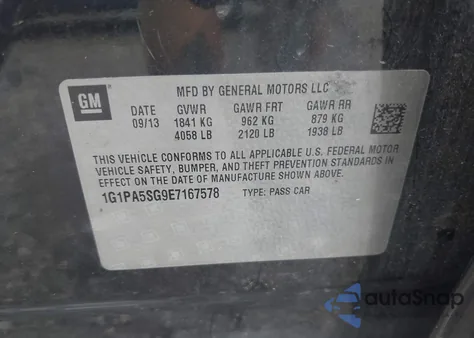 GM
MFD BY GENERAL MOTORS LLC
DATE GVWR GAWR FRT GAWR RR
09/13 1841 KG 962 KG 879 KG
4058 LB 2120 LB 1938 LB
THIS VEHICLE CONFORMS TO ALL APPLICABLE U.S. FEDERAL MOTOR
VEHICLE SAFETY, BUMPER, AND THEFT PREVENTION STANDARDS IN
EFFECT ON THE DATE OF MANUFACTURE SHOWN ABOVE.
1G1PA5SG9E7167578 TYPE: PASS CAR
autoSnap